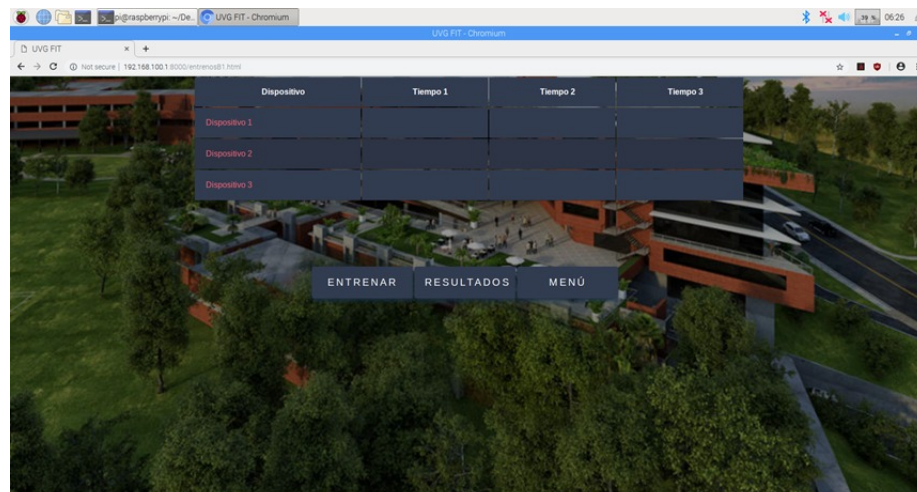 pi@raspberrypi: ~/De... UVG FIT - Chromium 06:26
UVG FIT - Chromium
UVG FIT × +
Not secure | 192.168.100.1:8000/entrenosB1.html
Dispositivo Tiempo 1 Tiempo 2 Tiempo 3
Dispositivo 1
Dispositivo 2
Dispositivo 3
ENTRENAR RESULTADOS MENÚ